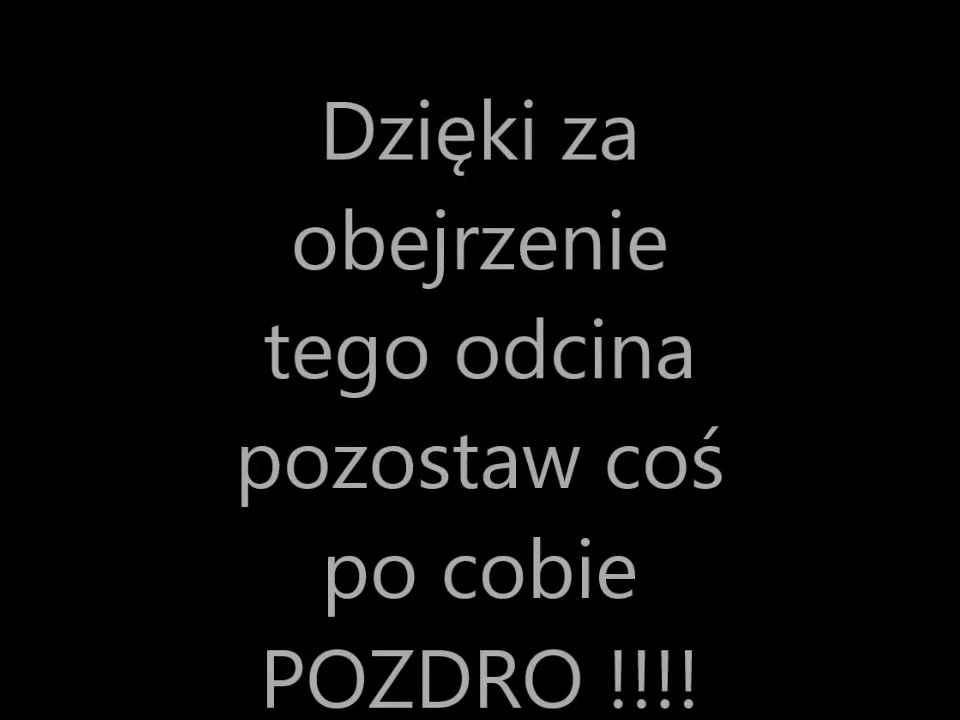 Dzięki za
obejrzenie
tego odcina
pozostaw coś
po cobie
POZDRO !!!!